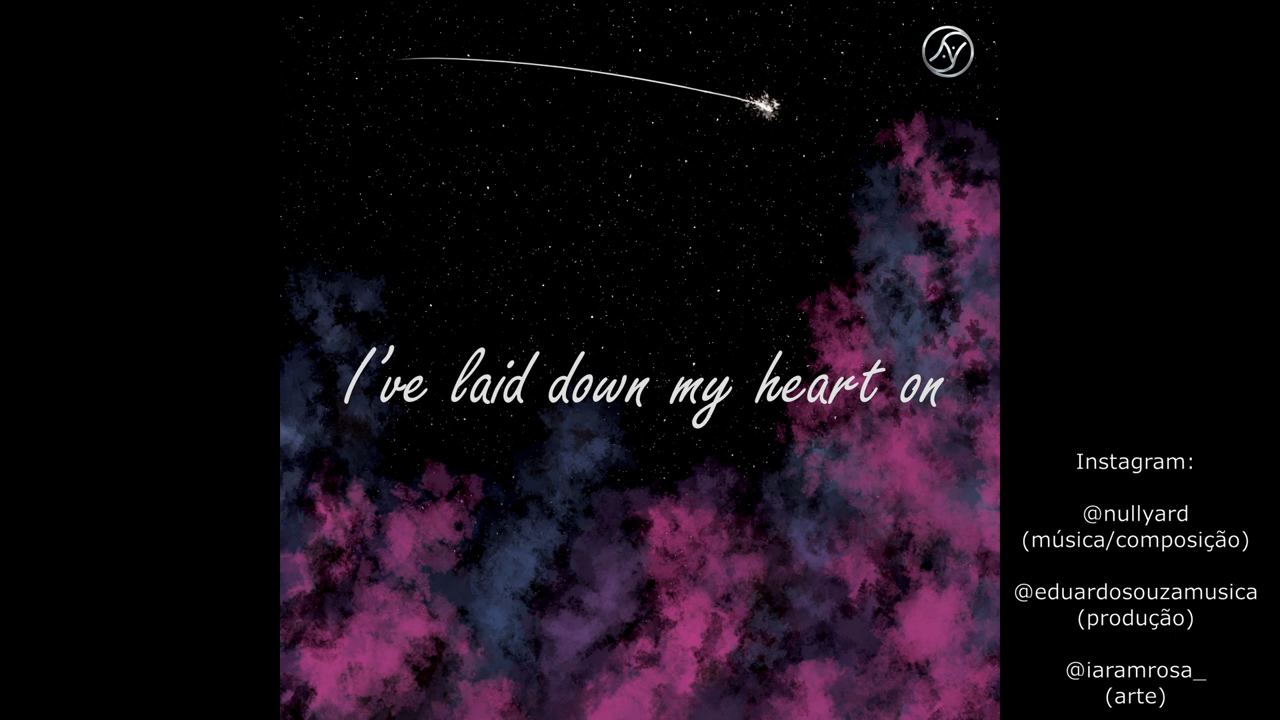 I've laid down my heart on
Instagram:
@nullyard
(música/composição)
@eduardosouzamusica
(produção)
@iaramrosa_
(arte)